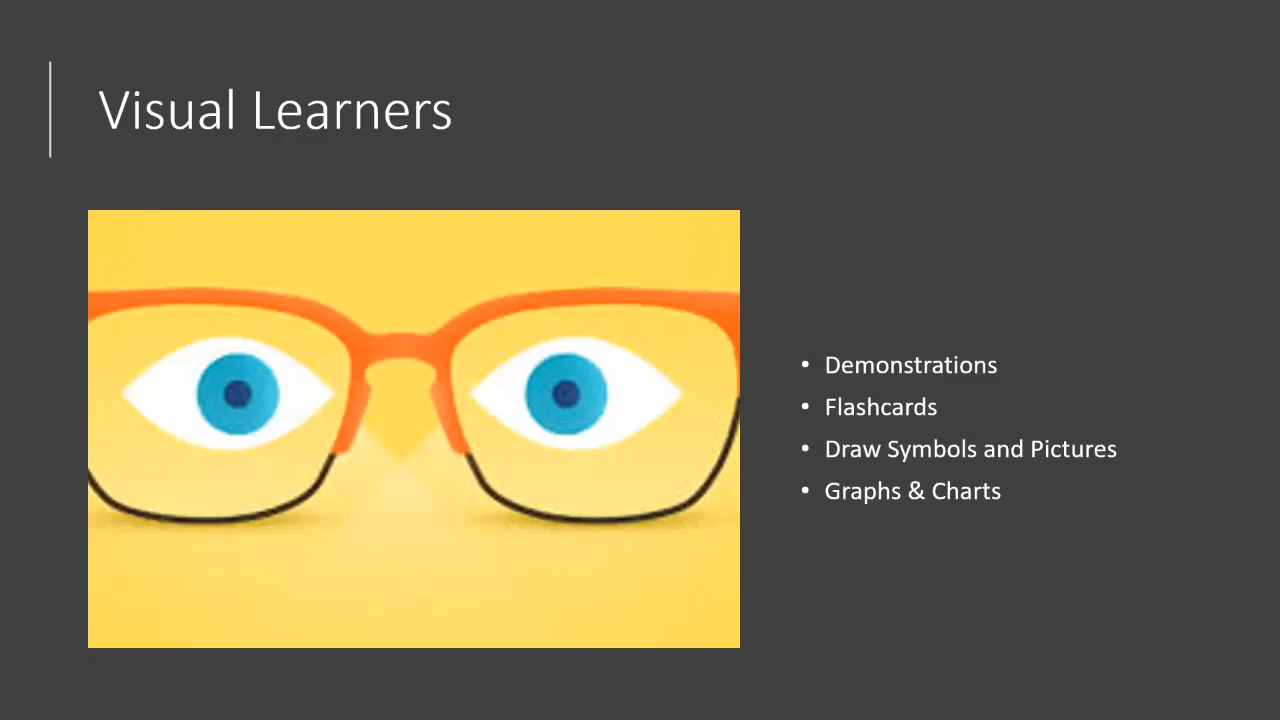 Visual Learners
• Demonstrations
• Flashcards
• Draw Symbols and Pictures
• Graphs & Charts